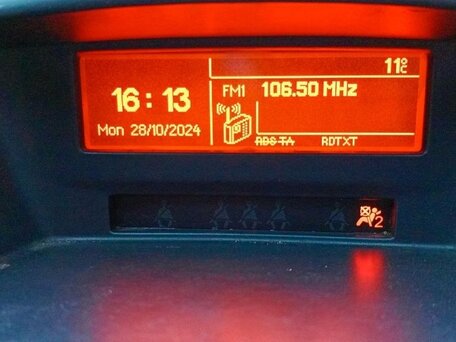 11°C
FM1 106.50 MHz
16:13
Mon 28/10/2024
RDS TA RDTXT
2